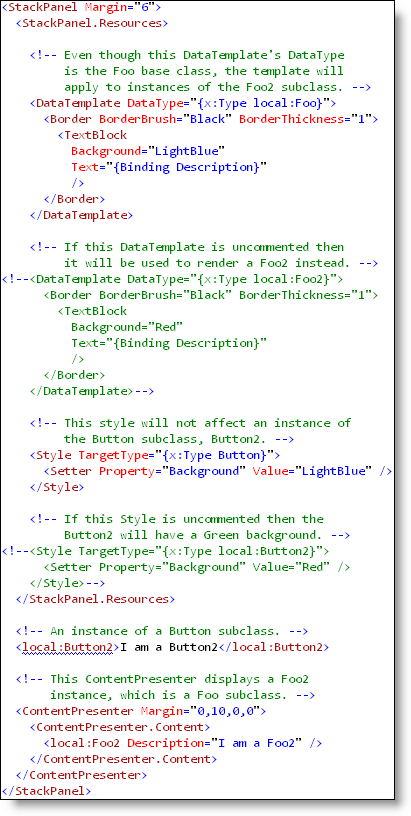 <StackPanel Margin="6">
  <StackPanel.Resources>

    <!-- Even though this DataTemplate's DataType
         is the Foo base class, the template will
         apply to instances of the Foo2 subclass. -->
    <DataTemplate DataType="{x:Type local:Foo}">
      <Border BorderBrush="Black" BorderThickness="1">
        <TextBlock
          Background="LightBlue"
          Text="{Binding Description}"
          />
      </Border>
    </DataTemplate>

    <!-- If this DataTemplate is uncommented then
         it will be used to render a Foo2 instead. -->
<!--<DataTemplate DataType="{x:Type local:Foo2}">
      <Border BorderBrush="Black" BorderThickness="1">
        <TextBlock
          Background="Red"
          Text="{Binding Description}"
          />
      </Border>
    </DataTemplate>-->

    <!-- This style will not affect an instance of
         the Button subclass, Button2. -->
    <Style TargetType="{x:Type Button}">
      <Setter Property="Background" Value="LightBlue" />
    </Style>

    <!-- If this Style is uncommented then the
         Button2 will have a Green background. -->
<!--<Style TargetType="{x:Type local:Button2}">
      <Setter Property="Background" Value="Red" />
    </Style>-->
  </StackPanel.Resources>

  <!-- An instance of a Button subclass. -->
  <local:Button2>I am a Button2</local:Button2>

  <!-- This ContentPresenter displays a Foo2
       instance, which is a Foo subclass. -->
  <ContentPresenter Margin="0,10,0,0">
    <ContentPresenter.Content>
      <local:Foo2 Description="I am a Foo2" />
    </ContentPresenter.Content>
  </ContentPresenter>
</StackPanel>